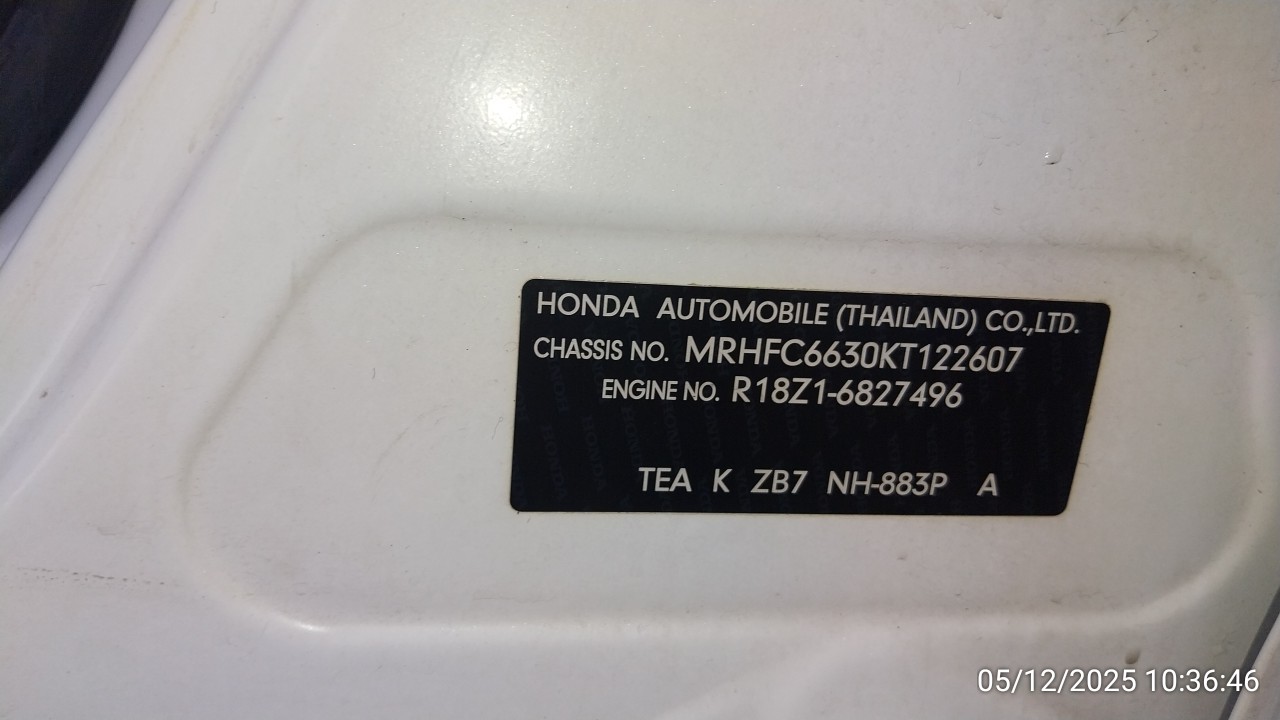 HONDA AUTOMOBILE (THAILAND) CO.,LTD.
CHASSIS NO. MRHFC6630KT122607
ENGINE NO. R18Z1-6827496
TEA K ZB7 NH-883P A
05/12/2025 10:36:46